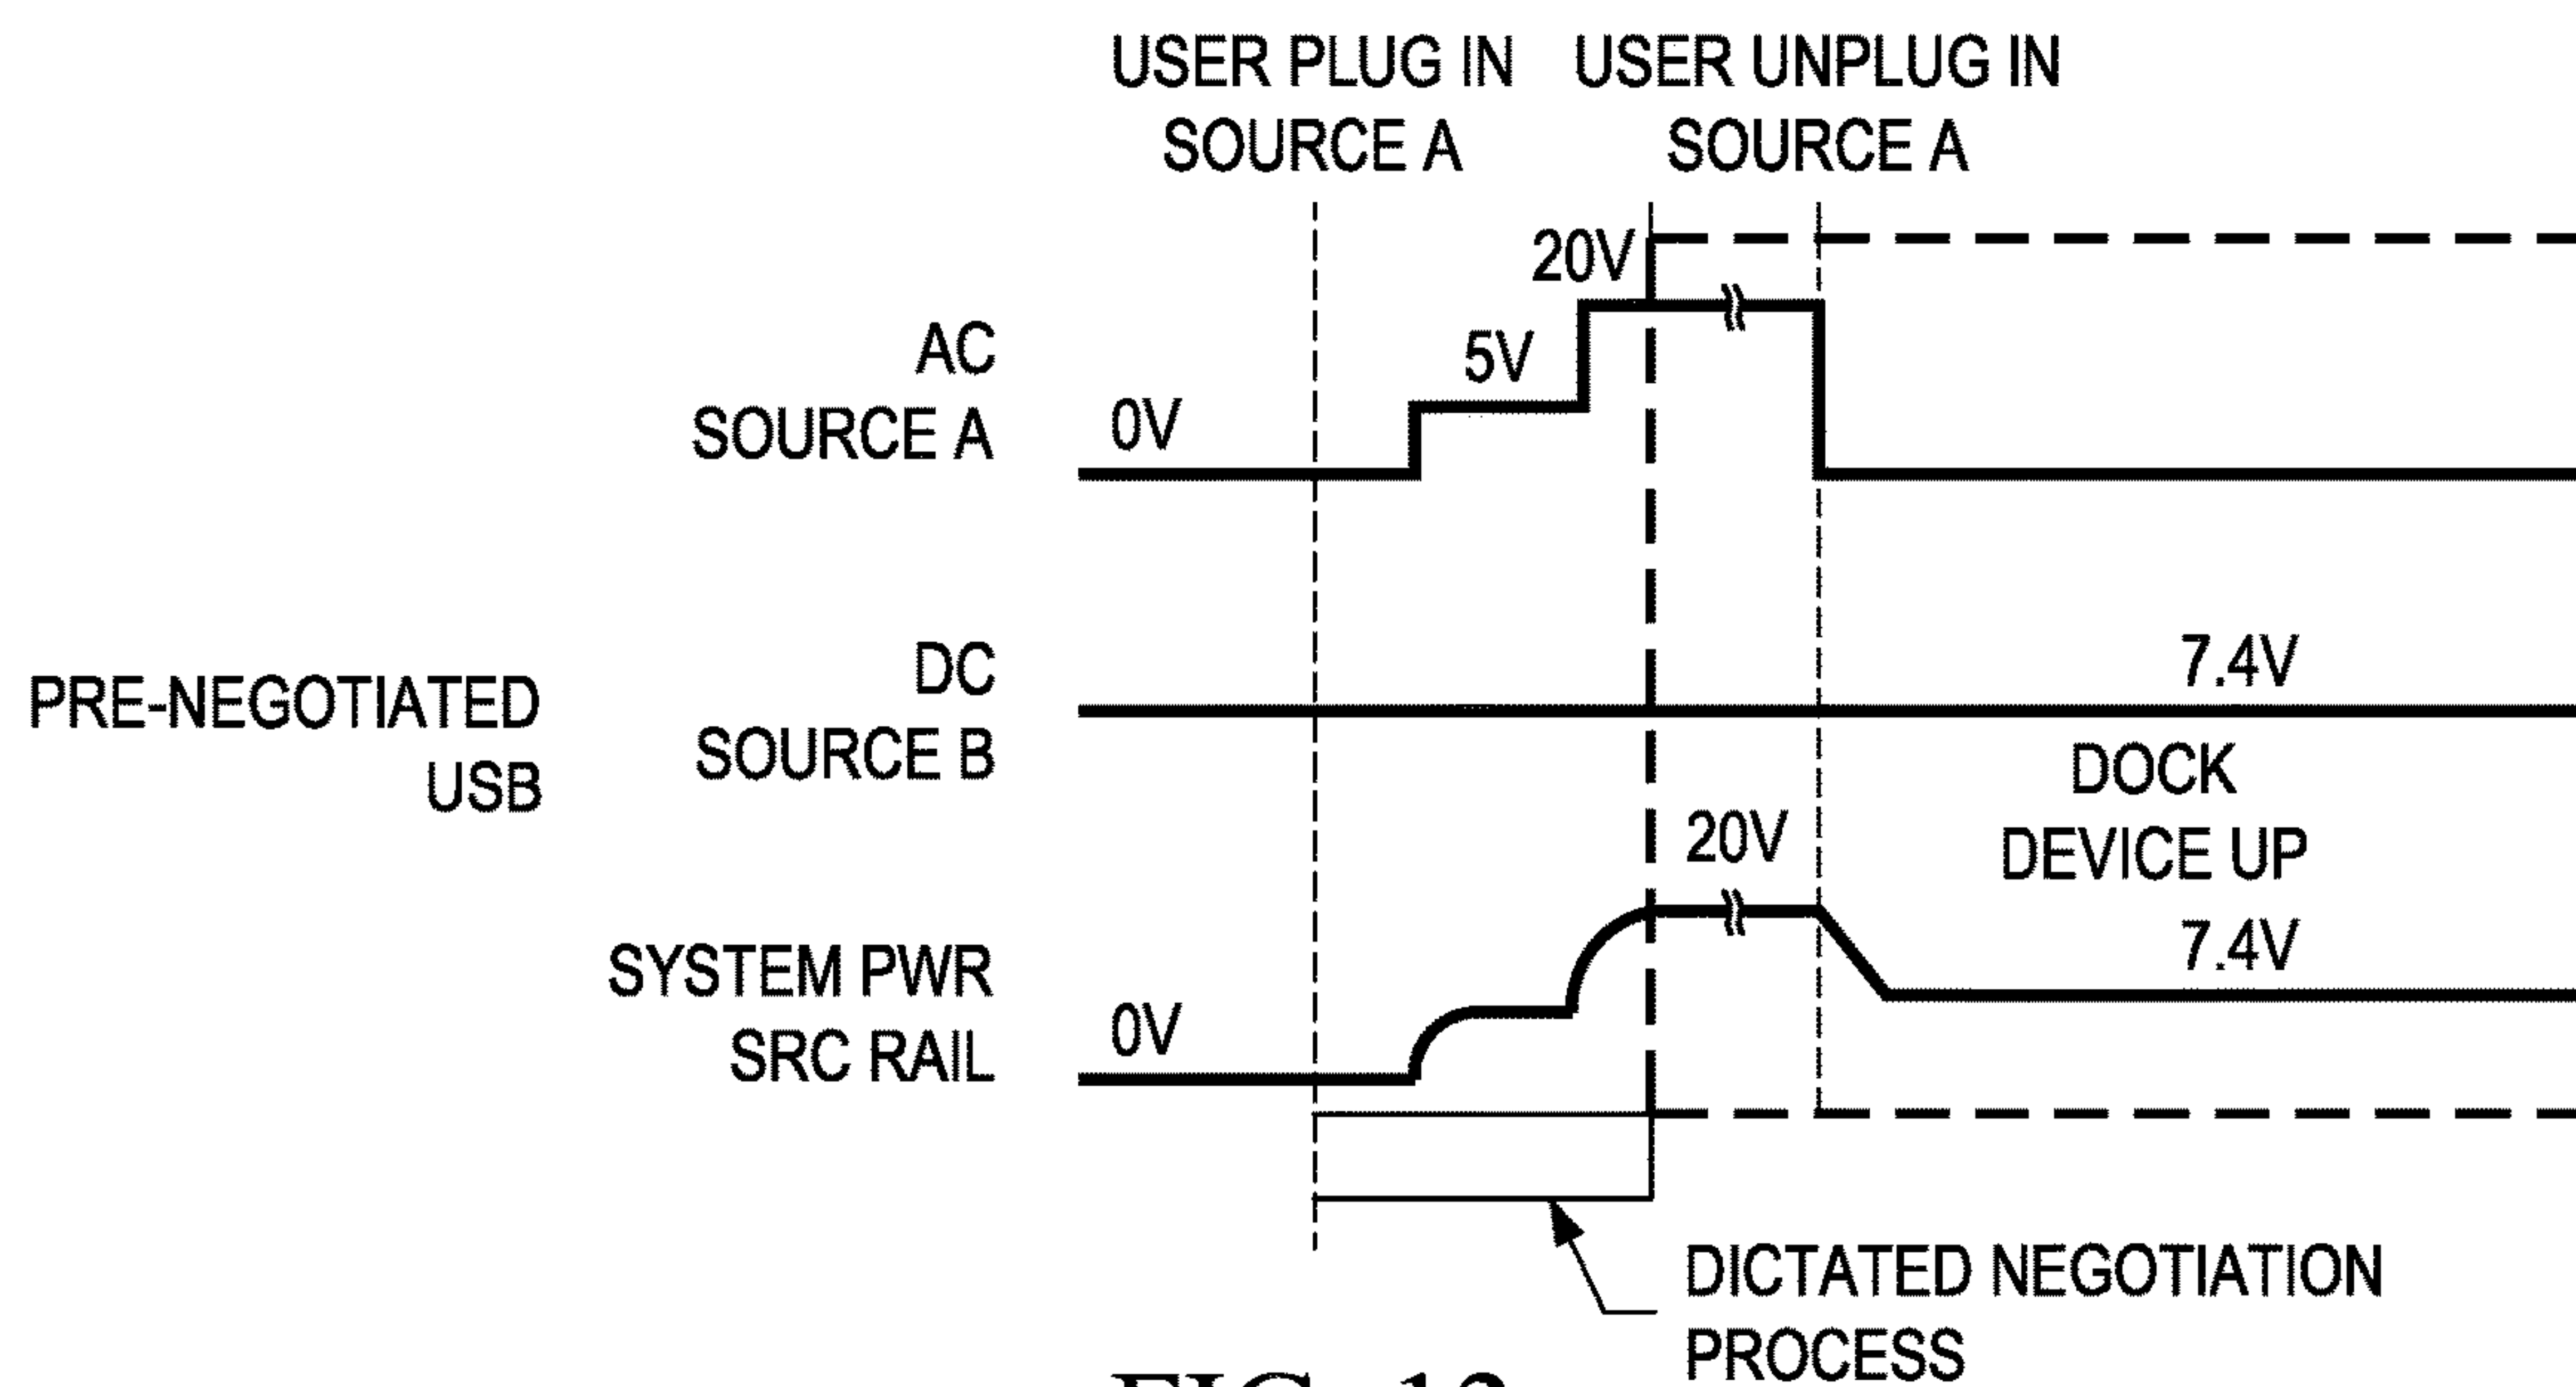 USER PLUG IN
SOURCE A
USER UNPLUG IN
SOURCE A
20V
5V
AC
SOURCE A
0V
PRE-NEGOTIATED
USB
DC
SOURCE B
7.4V
DOCK
DEVICE UP
20V
7.4V
SYSTEM PWR
SRC RAIL
0V
DICTATED NEGOTIATION
PROCESS